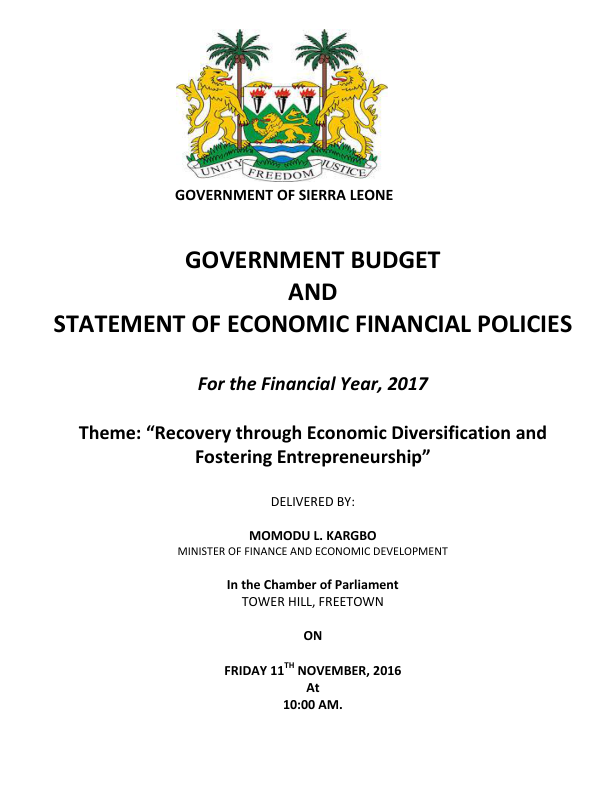 UNITY FREEDOM JUSTICE
GOVERNMENT OF SIERRA LEONE
GOVERNMENT BUDGET
AND
STATEMENT OF ECONOMIC FINANCIAL POLICIES
For the Financial Year, 2017
Theme: “Recovery through Economic Diversification and
Fostering Entrepreneurship”
DELIVERED BY:
MOMODU L. KARGBO
MINISTER OF FINANCE AND ECONOMIC DEVELOPMENT
In the Chamber of Parliament
TOWER HILL, FREETOWN
ON
FRIDAY 11TH NOVEMBER, 2016
At
10:00 AM.